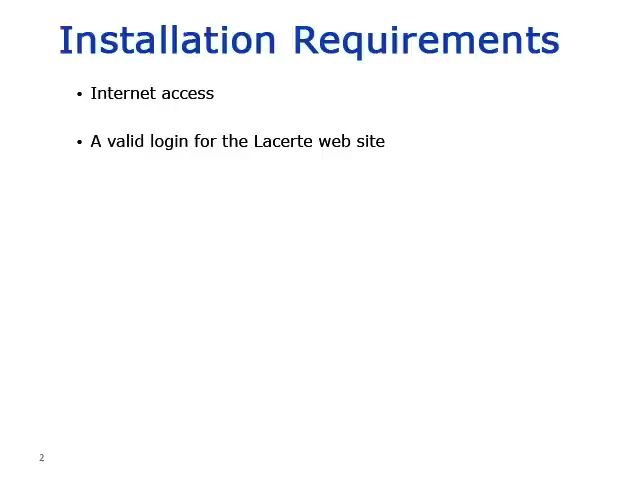 Installation Requirements
• Internet access
• A valid login for the Lacerte web site
2